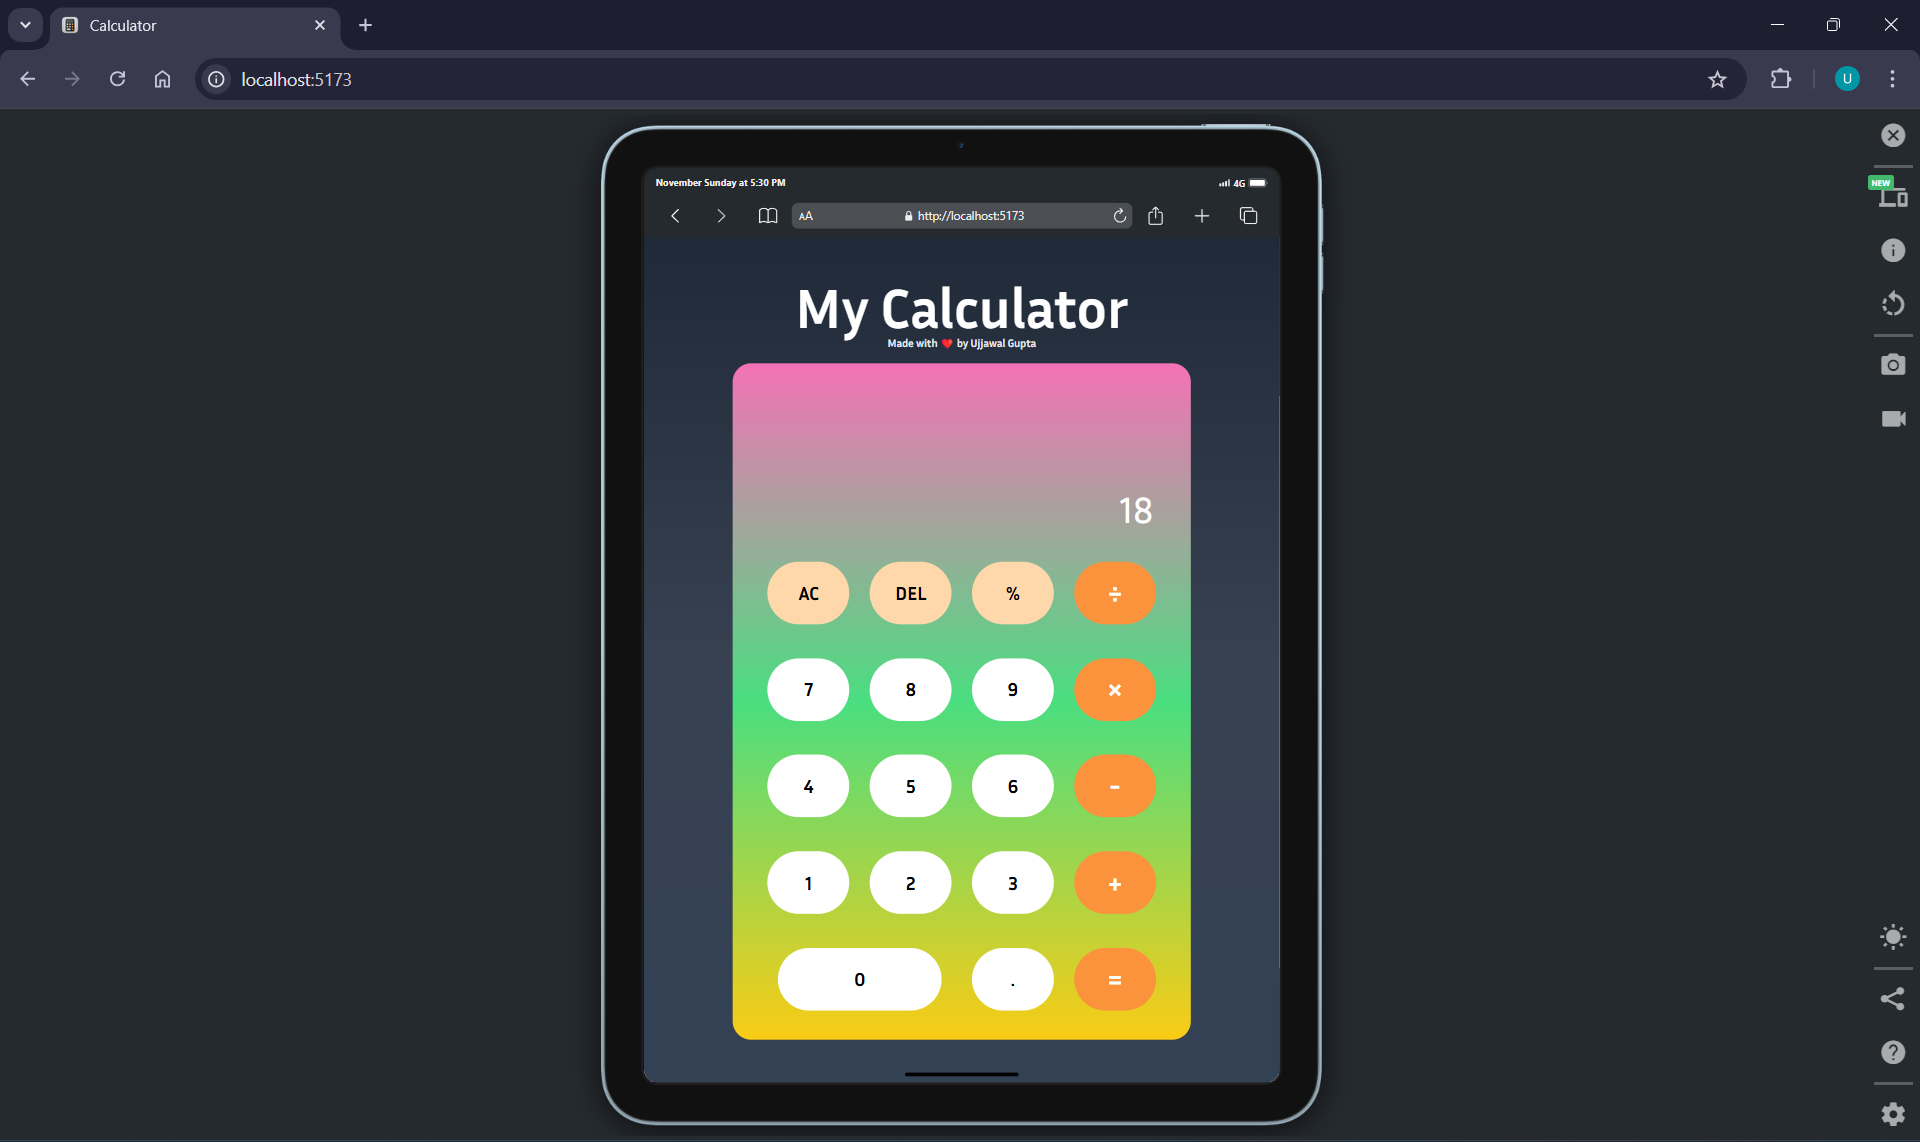 Calculator
localhost:5173
U
November Sunday at 5:30 PM
4G
AA
http://localhost:5173
NEW
My Calculator
Made with ❤️ by Ujjawal Gupta
18
AC DEL % ÷
7 8 9 ×
4 5 6 -
1 2 3 +
0 . =